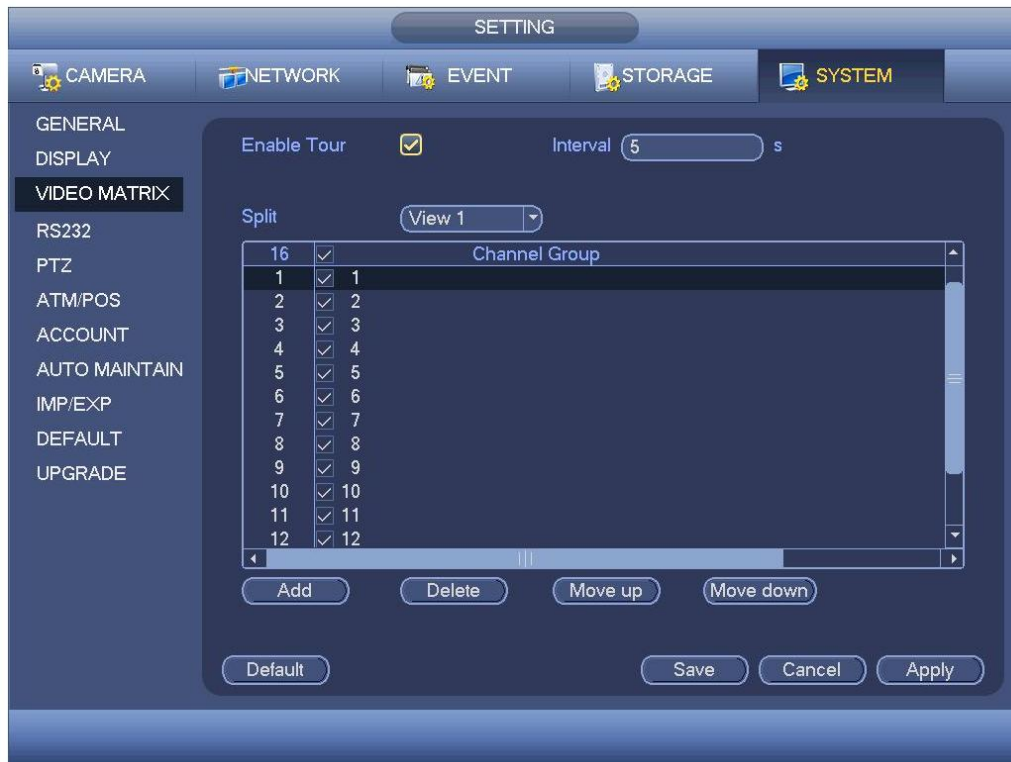 SETTING
CAMERA NETWORK EVENT STORAGE SYSTEM
GENERAL
DISPLAY
VIDEO MATRIX
RS232
PTZ
ATM/POS
ACCOUNT
AUTO MAINTAIN
IMP/EXP
DEFAULT
UPGRADE
Enable Tour Interval 5 s
Split View 1
16 Channel Group
1 1
2 2
3 3
4 4
5 5
6 6
7 7
8 8
9 9
10 10
11 11
12 12
Add Delete Move up Move down
Default Save Cancel Apply